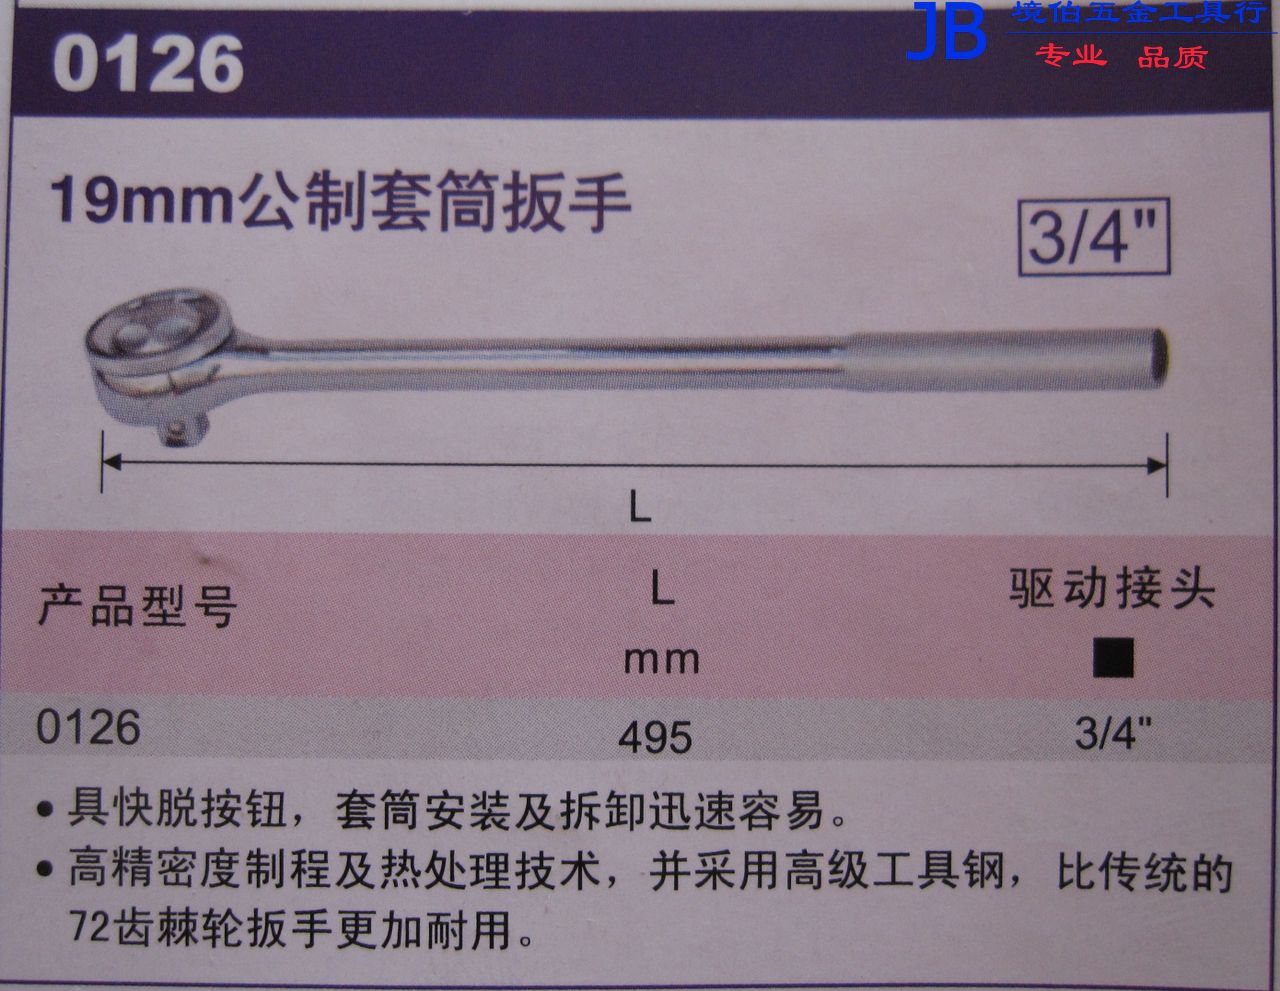 0126
JB 境伯五金工具行
专业 品质
19mm公制套筒扳手
3/4"
L
产品型号 L mm 驱动接头
0126 495 3/4"
• 具快脱按钮，套筒安装及拆卸迅速容易。
• 高精密度制程及热处理技术，并采用高级工具钢，比传统的
72齿棘轮扳手更加耐用。